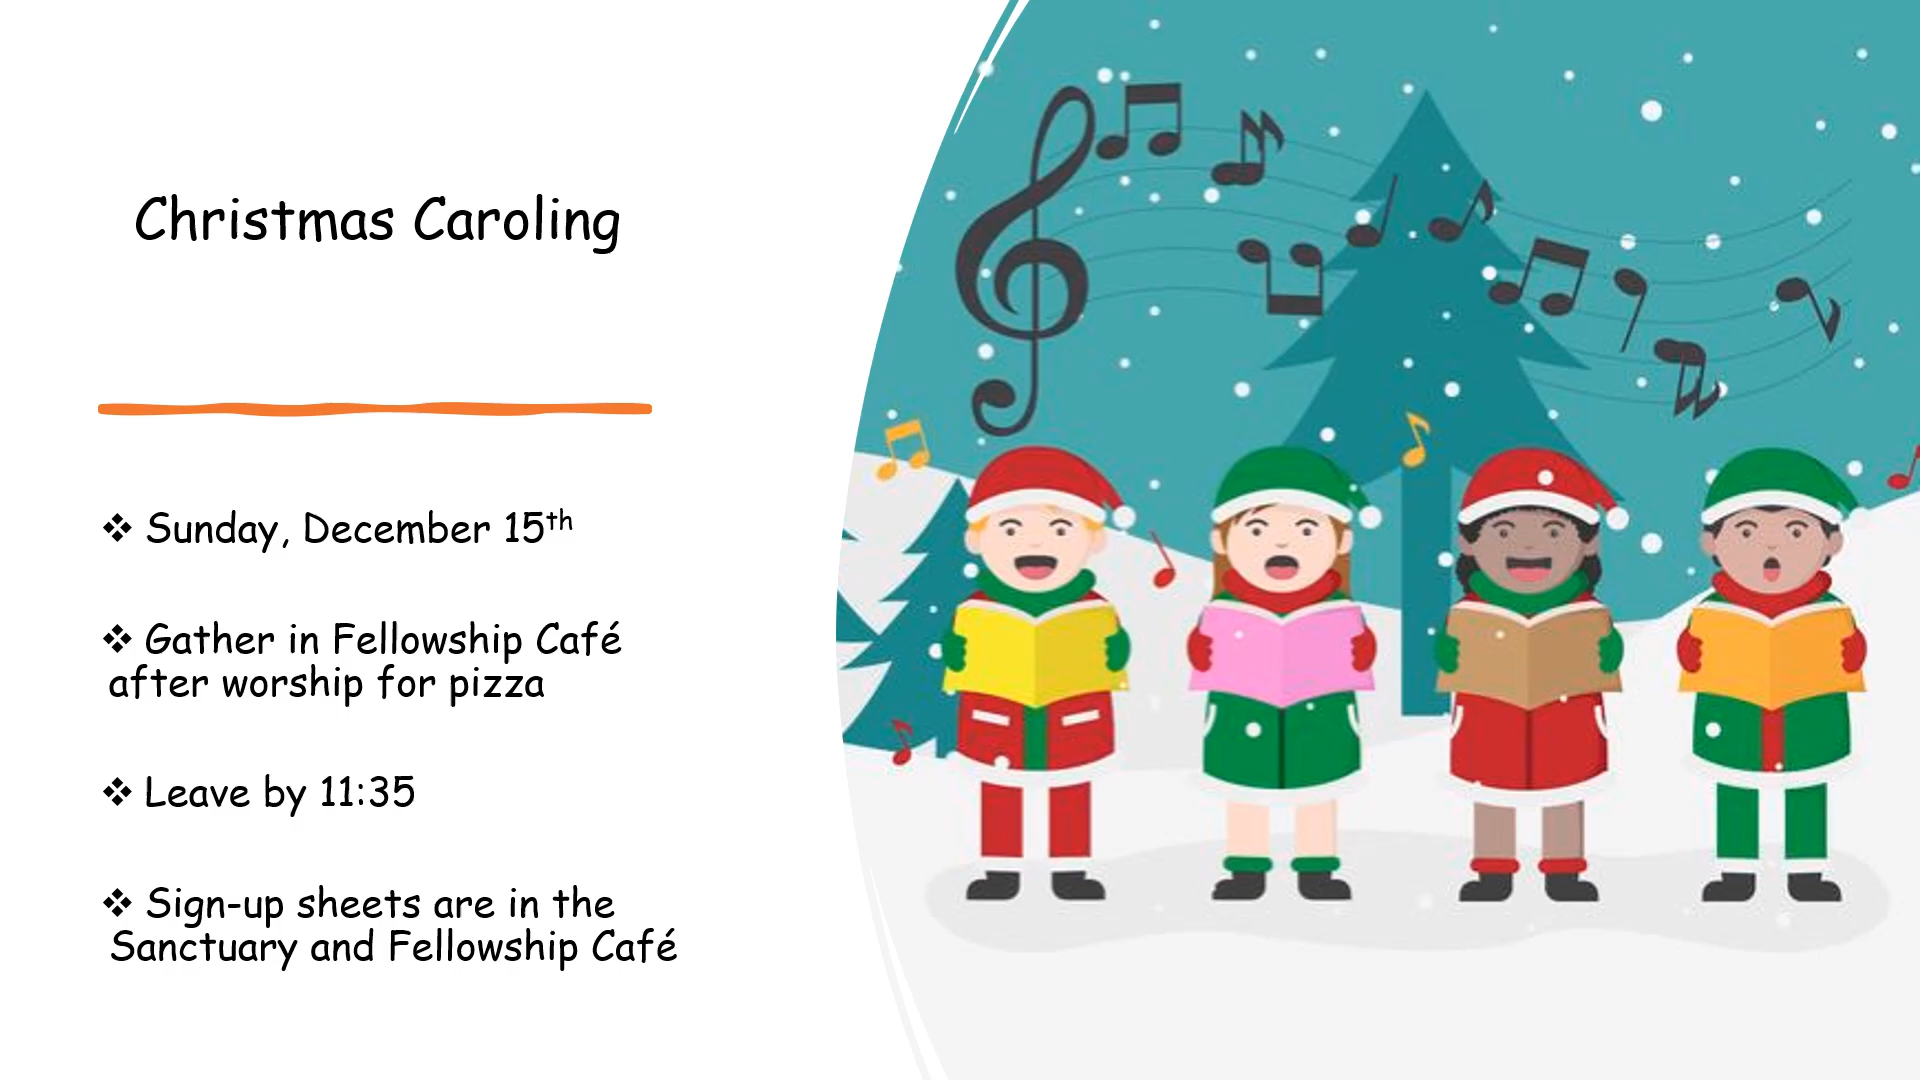 Christmas Caroling
❖ Sunday, December 15th
❖ Gather in Fellowship Café
after worship for pizza
❖ Leave by 11:35
❖ Sign-up sheets are in the
Sanctuary and Fellowship Café